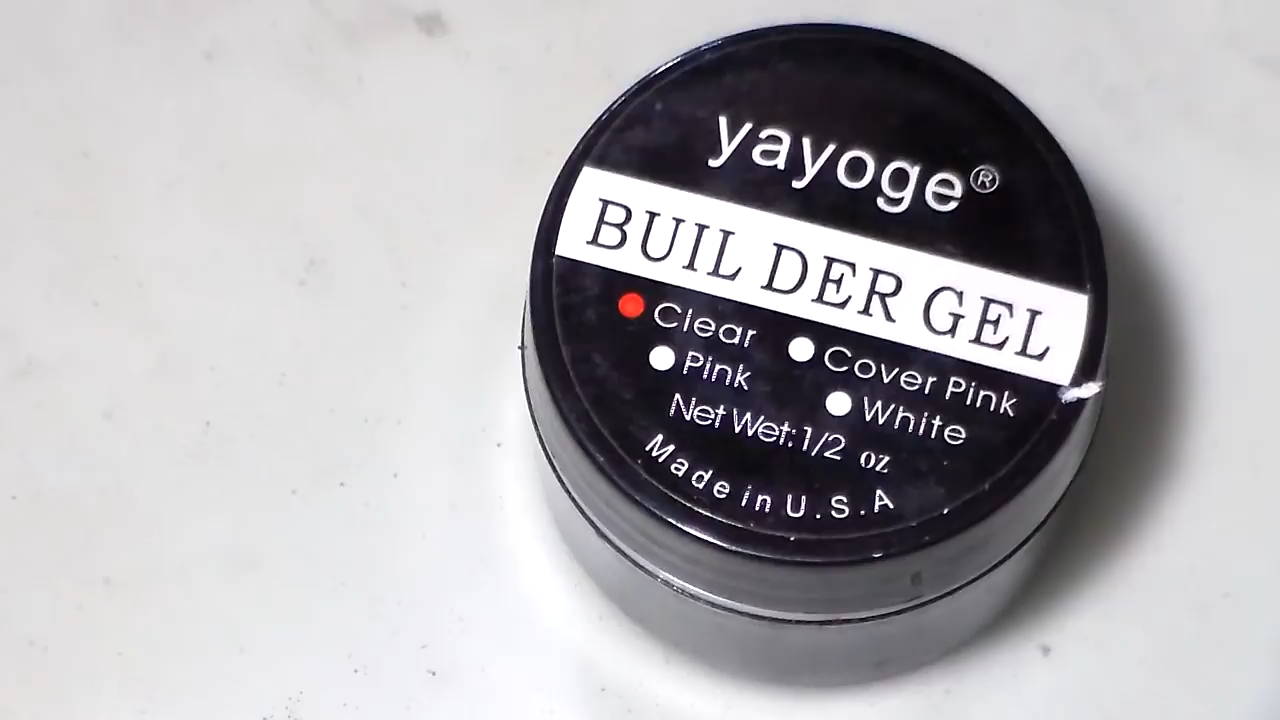 yayoge®
BUIL DER GEL
Clear Cover Pink
Pink White
Net Wet:1/2 oz
Made in U.S.A